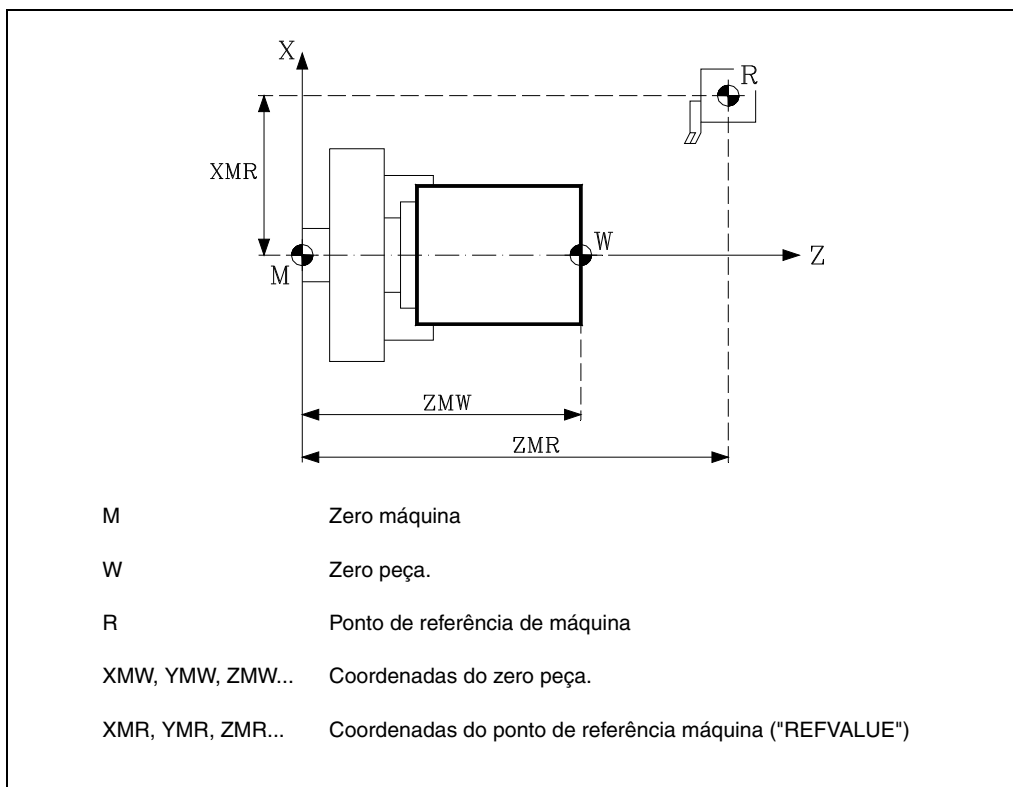 X
R
XMR
W
Z
M
ZMW
ZMR
M Zero máquina
W Zero peça.
R Ponto de referência de máquina
XMW, YMW, ZMW... Coordenadas do zero peça.
XMR, YMR, ZMR... Coordenadas do ponto de referência máquina ("REFVALUE")